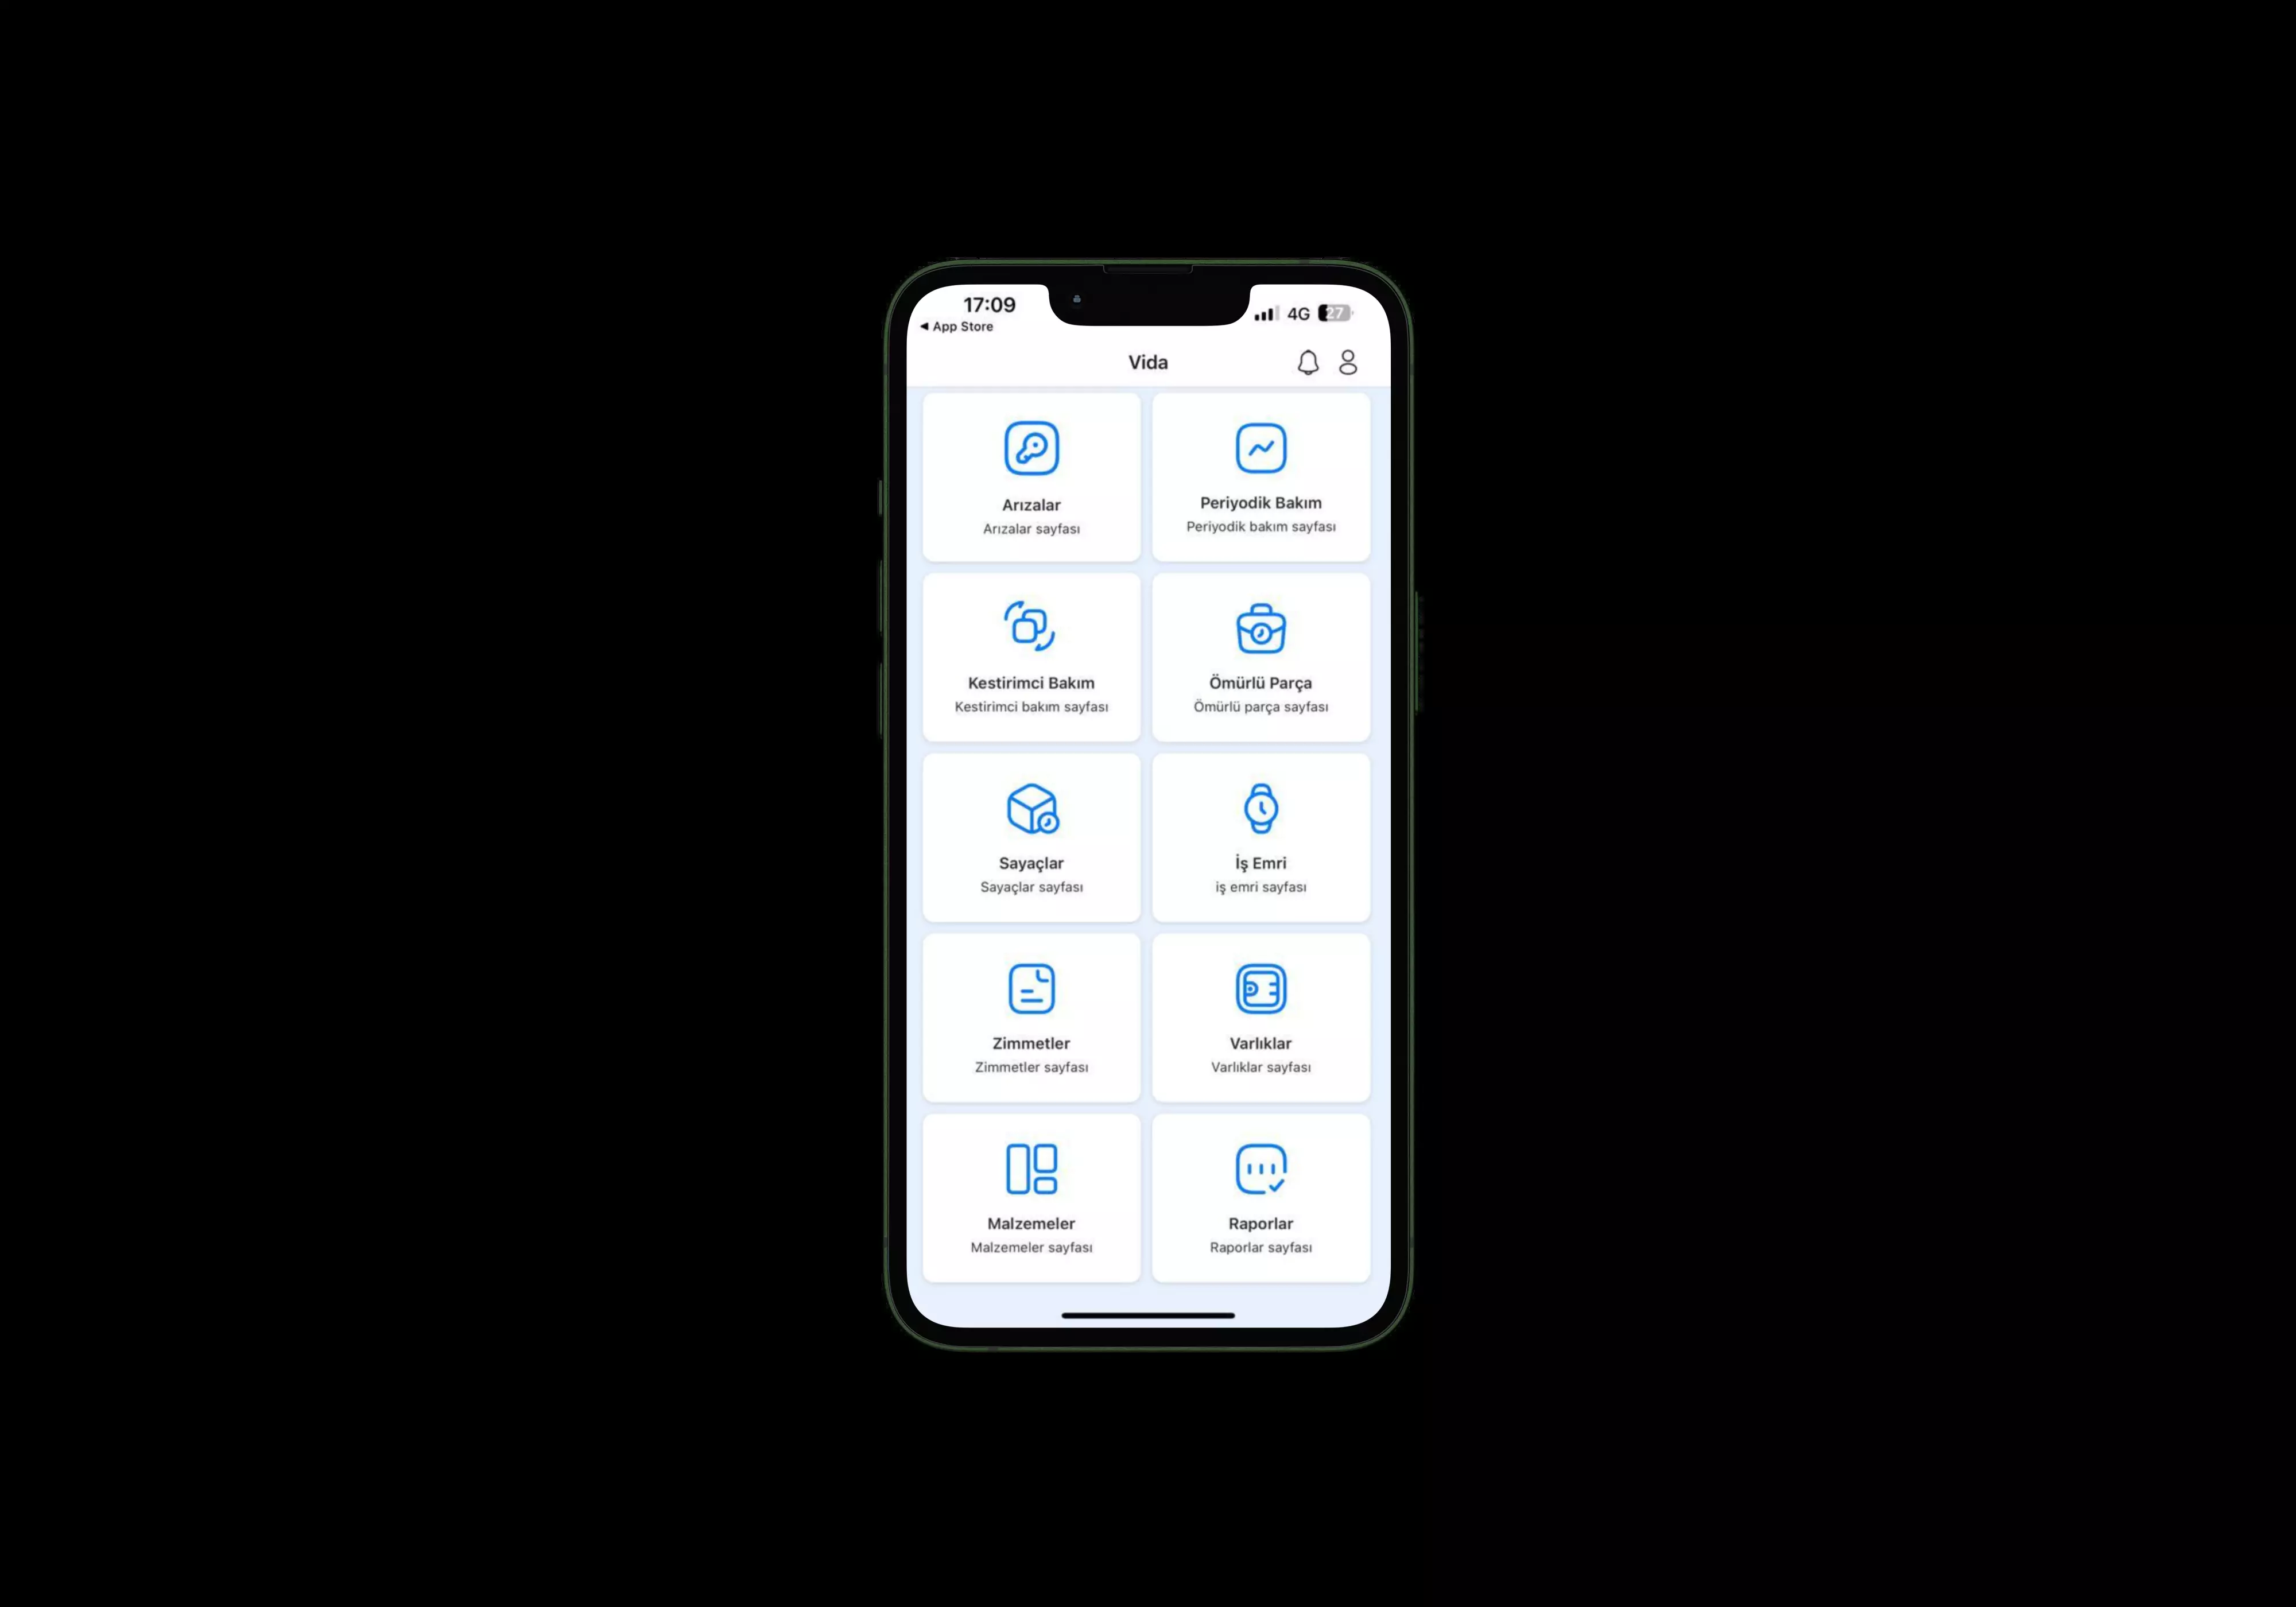 17:09
◀ App Store
4G 27
Vida
Arızalar
Arızalar sayfası
Periyodik Bakım
Periyodik bakım sayfası
Kestirimci Bakım
Kestirimci bakım sayfası
Ömürlü Parça
Ömürlü parça sayfası
Sayaçlar
Sayaçlar sayfası
İş Emri
iş emri sayfası
Zimmetler
Zimmetler sayfası
Varlıklar
Varlıklar sayfası
Malzemeler
Malzemeler sayfası
Raporlar
Raporlar sayfası